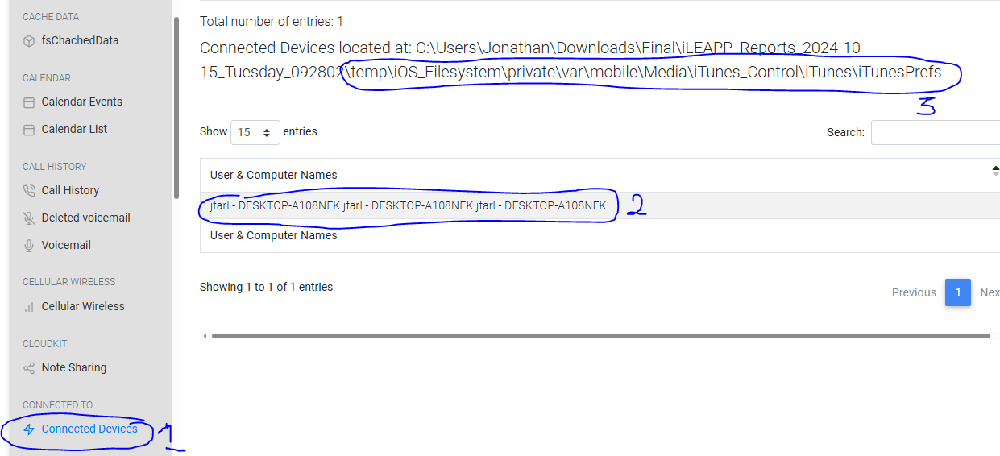 CACHE DATA
fsChachedData
CALENDAR
Calendar Events
Calendar List
CALL HISTORY
Call History
Deleted voicemail
Voicemail
CELLULAR WIRELESS
Cellular Wireless
CLOUDKIT
Note Sharing
CONNECTED TO
Connected Devices
1
Total number of entries: 1
Connected Devices located at: C:\Users\Jonathan\Downloads\Final\iLEAPP_Reports_2024-10-
15_Tuesday_092802\temp\iOS_Filesystem\private\var\mobile\Media\iTunes_Control\iTunes\iTunesPrefs
3
Show 15 entries
Search:
User & Computer Names
jfarl - DESKTOP-A108NFK jfarl - DESKTOP-A108NFK jfarl - DESKTOP-A108NFK
2
User & Computer Names
Showing 1 to 1 of 1 entries
Previous 1 Nex